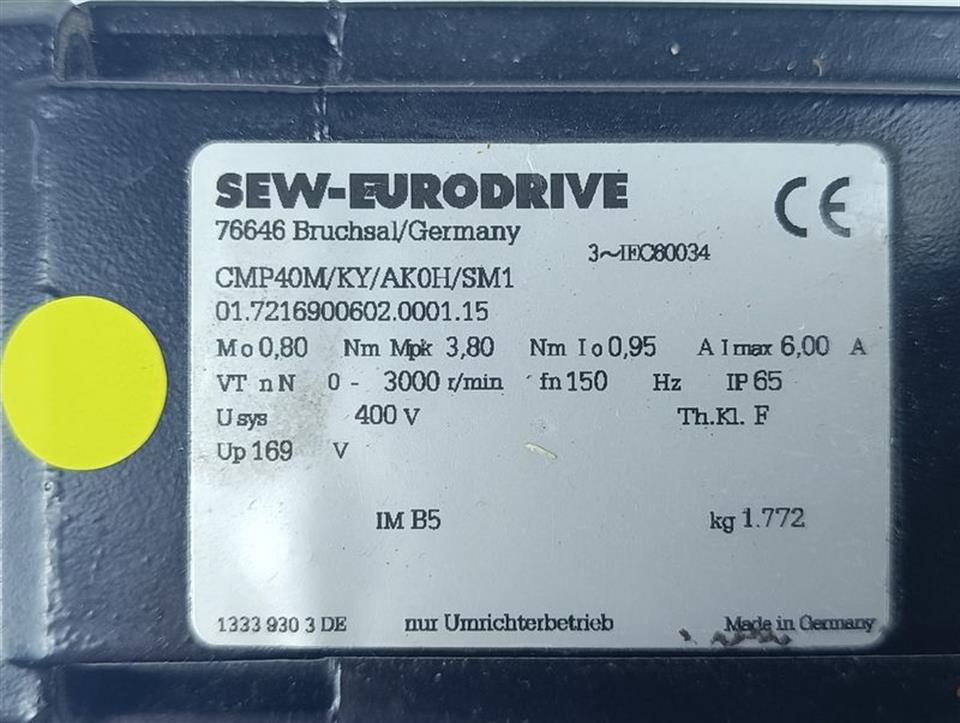 SEW-EURODRIVE
CE
76646 Bruchsal/Germany
3~IEC60034
CMP40M/KY/AK0H/SM1
01.7216900602.0001.15
Mo 0,80 Nm Mpk 3,80 Nm Io 0,95 A Imax 6,00 A
VT nN 0 - 3000 r/min fn 150 Hz IP 65
Usys 400 V Th.Kl. F
Up 169 V
IM B5 kg 1.772
1333 930 3 DE nur Umrichterbetrieb Made in Germany